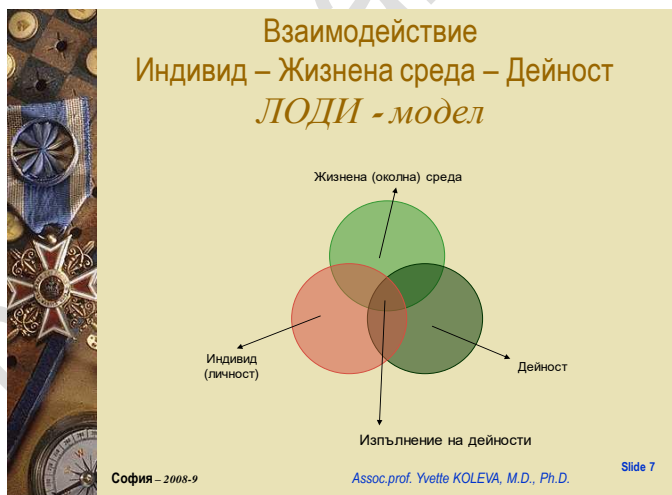 Взаимодействие
Индивид – Жизнена среда – Дейност
ЛОДИ - модел
Жизнена (околна) среда
Индивид
(личност)
Дейност
Изпълнение на дейности
София – 2008-9
Assoc.prof. Yvette KOLEVA, M.D., Ph.D.
Slide 7